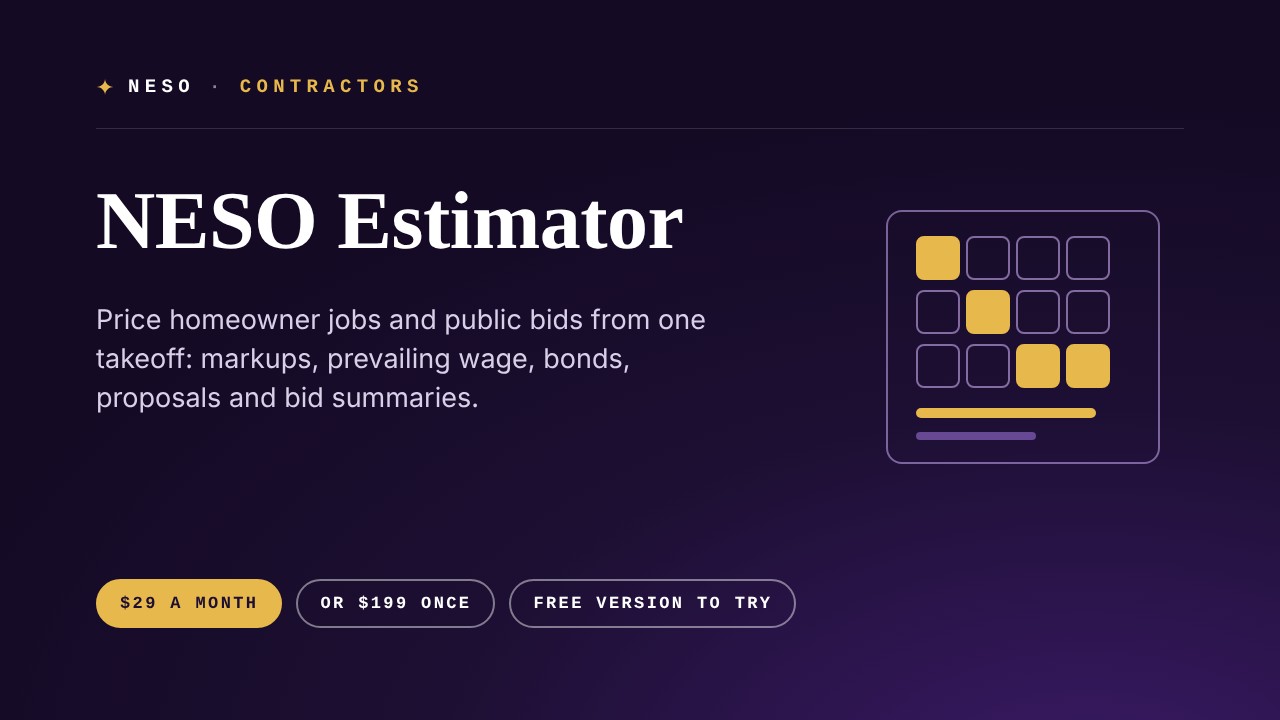 ✦ NESO · CONTRACTORS
NESO Estimator
Price homeowner jobs and public bids from one
takeoff: markups, prevailing wage, bonds,
proposals and bid summaries.
$29 A MONTH
OR $199 ONCE
FREE VERSION TO TRY